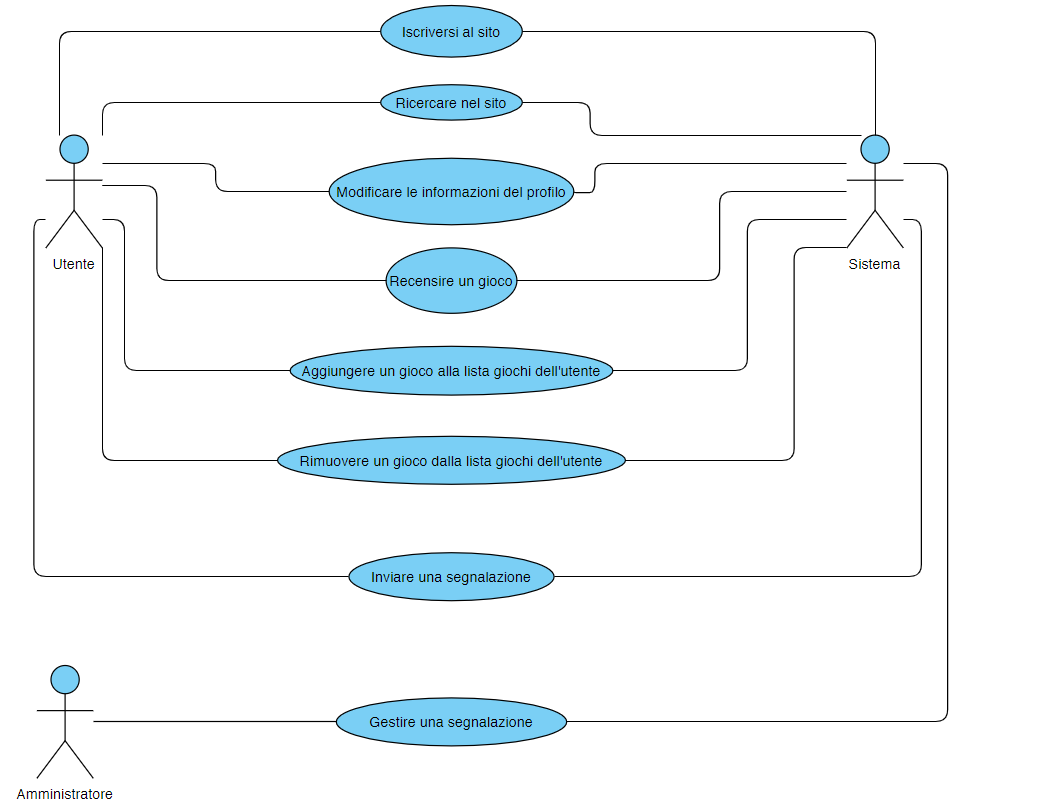 Iscriversi al sito
Ricercare nel sito
Modificare le informazioni del profilo
Utente
Sistema
Recensire un gioco
Aggiungere un gioco alla lista giochi dell'utente
Rimuovere un gioco dalla lista giochi dell'utente
Inviare una segnalazione
Gestire una segnalazione
Amministratore